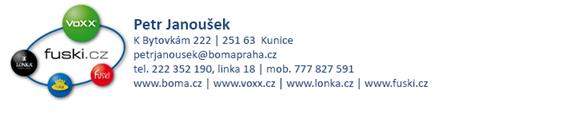 Petr Janoušek
K Bytovkám 222 | 251 63 Kunice
petrjanousek@bomapraha.cz
tel. 222 352 190, linka 18 | mob. 777 827 591
www.boma.cz | www.voxx.cz | www.lonka.cz | www.fuski.cz
VOXX
fuski.cz
LONKA
FUSKI